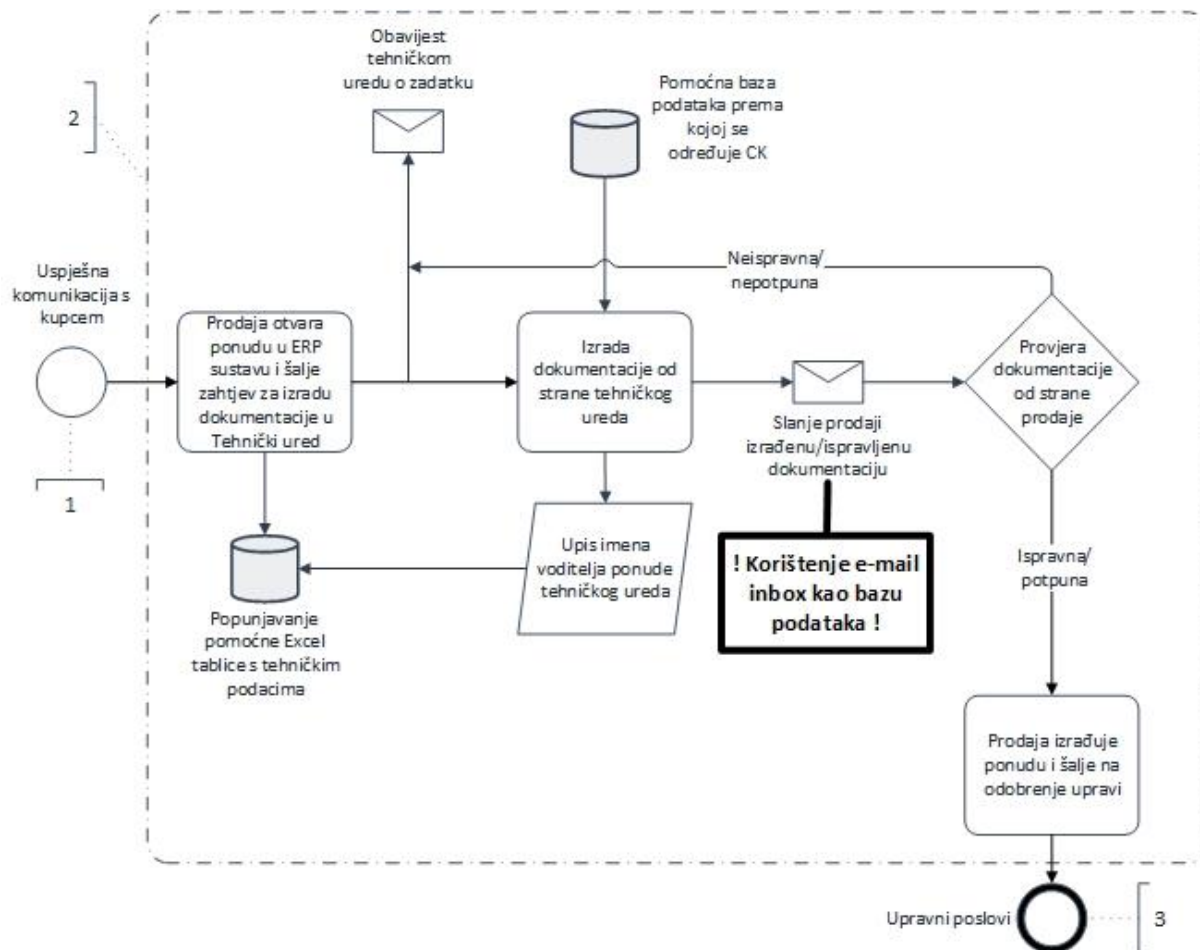 Obavijest
tehničkom
uredu o zadatku
Pomoćna baza
podataka prema
kojoj se
određuje CK
2
Uspješna
komunikacija s
kupcem
1
Prodaja otvara
ponudu u ERP
sustavu i šalje
zahtjev za izradu
dokumentacije u
Tehnički ured
Neispravna/
nepotpuna
Izrada
dokumentacije od
strane tehničkog
ureda
Slanje prodaji
izrađenu/ispravljenu
dokumentaciju
Provjera
dokumentacije
od strane
prodaje
! Korištenje e-mail
inbox kao bazu
podataka !
Upis imena
voditelja ponude
tehničkog ureda
Popunjavanje
pomoćne Excel
tablice s tehničkim
podacima
Ispravna/
potpuna
Prodaja izrađuje
ponudu i šalje na
odobrenje upravi
Upravni poslovi
3